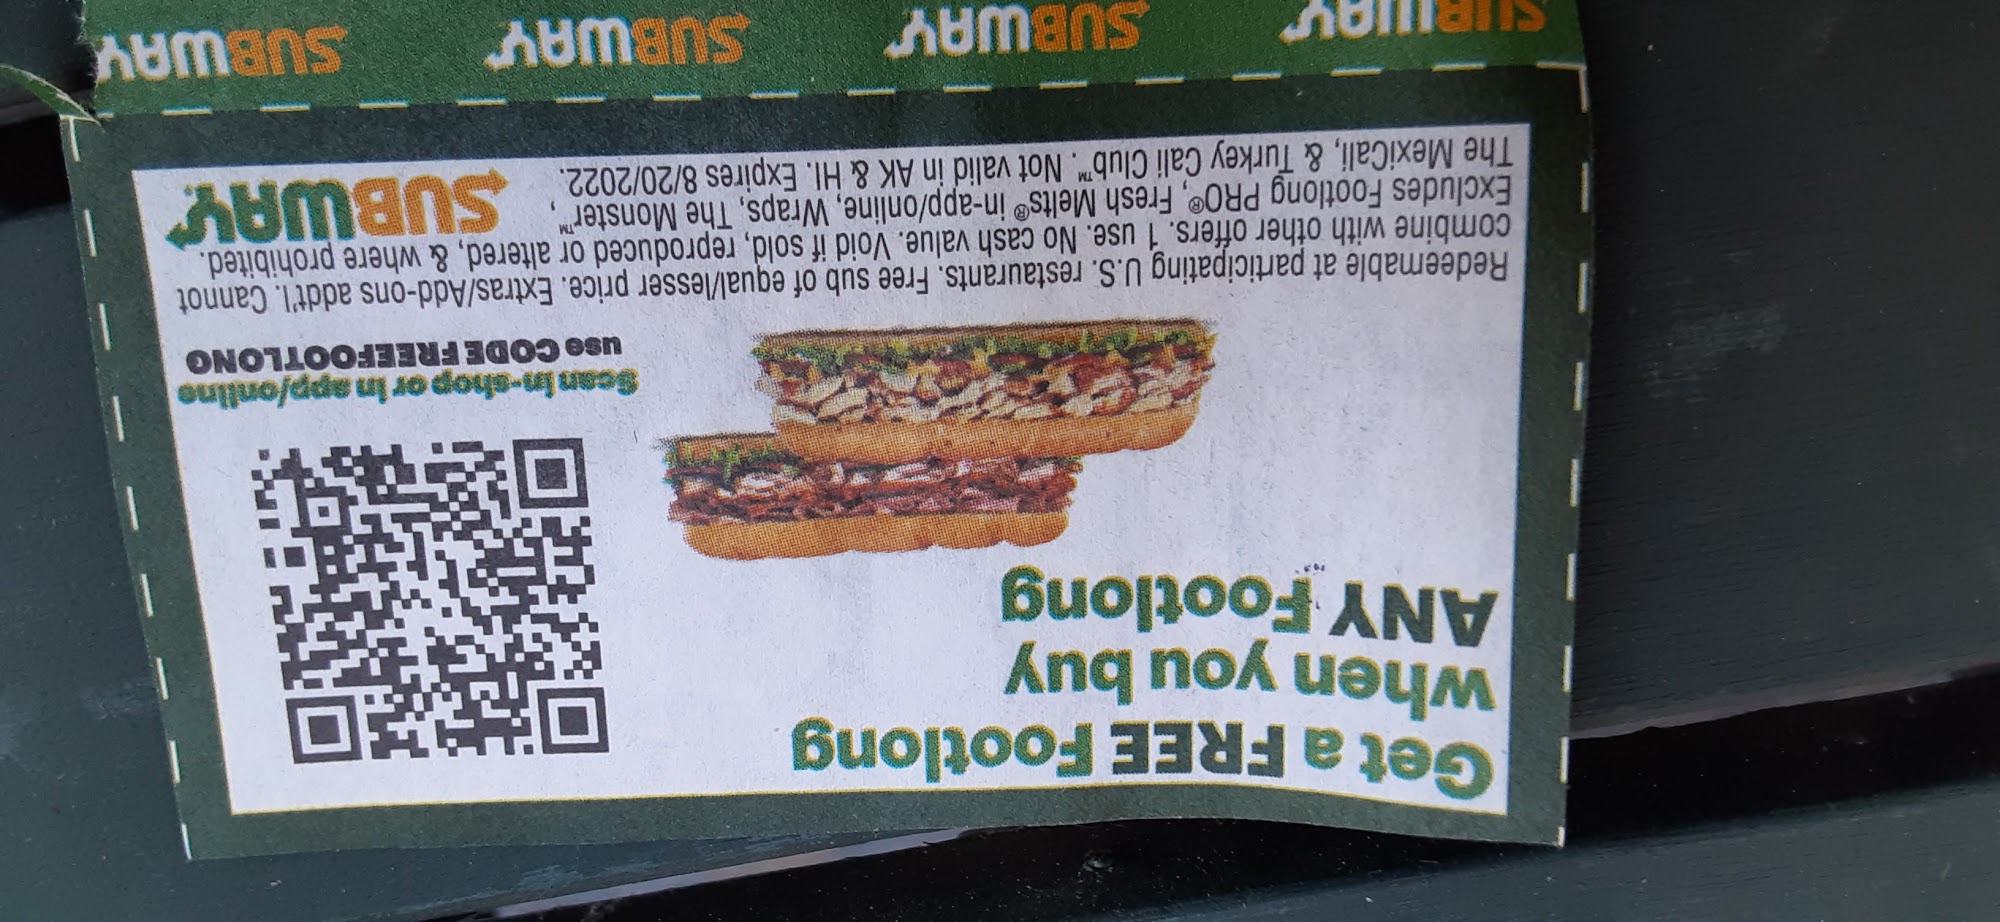 Get a FREE Footlong
when you buy
ANY Footlong
Scan in-shop or in app/online
use CODE FREEFOOTLONG
Redeemable at participating U.S. restaurants. Free sub of equal/lesser price. Extras/Add-ons addt'l. Cannot
combine with other offers. 1 use. No cash value. Void if sold, reproduced or altered, & where prohibited.
Excludes Footlong PRO®, Fresh Melts® in-app/online, Wraps, The Monster™,
The MexiCali, & Turkey Cali Club™. Not valid in AK & HI. Expires 8/20/2022.
SUBWAY
SUBWAY SUBWAY SUBWAY SUBWAY